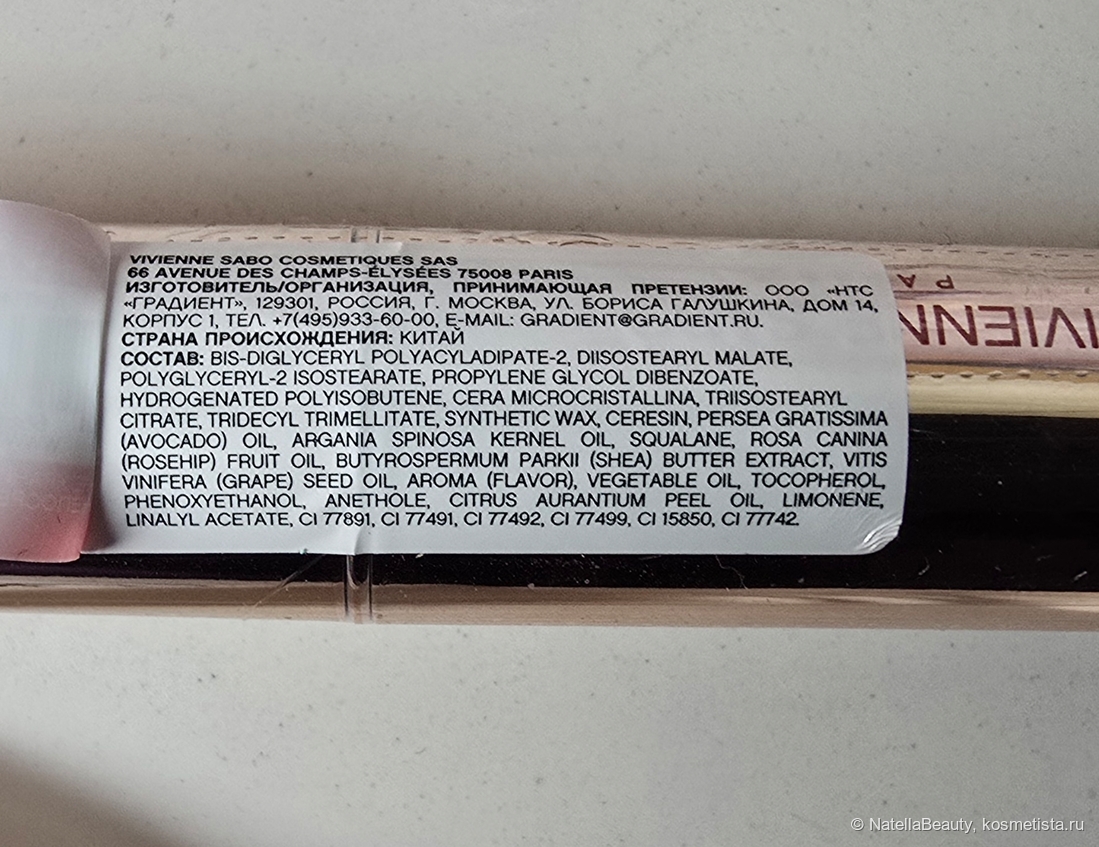 VIVIENNE SABO COSMETIQUES SAS
66 AVENUE DES CHAMPS-ÉLYSÉES 75008 PARIS
ИЗГОТОВИТЕЛЬ/ОРГАНИЗАЦИЯ, ПРИНИМАЮЩАЯ ПРЕТЕНЗИИ: ООО «НТС
«ГРАДИЕНТ», 129301, РОССИЯ, Г. МОСКВА, УЛ. БОРИСА ГАЛУШКИНА, ДОМ 14,
КОРПУС 1, ТЕЛ. +7(495)933-60-00, E-MAIL: GRADIENT@GRADIENT.RU.
СТРАНА ПРОИСХОЖДЕНИЯ: КИТАЙ
СОСТАВ: BIS-DIGLYCERYL POLYACYLADIPATE-2, DIISOSTEARYL MALATE,
POLYGLYCERYL-2 ISOSTEARATE, PROPYLENE GLYCOL DIBENZOATE,
HYDROGENATED POLYISOBUTENE, CERA MICROCRISTALLINA, TRIISOSTEARYL
CITRATE, TRIDECYL TRIMELLITATE, SYNTHETIC WAX, CERESIN, PERSEA GRATISSIMA
(AVOCADO) OIL, ARGANIA SPINOSA KERNEL OIL, SQUALANE, ROSA CANINA
(ROSEHIP) FRUIT OIL, BUTYROSPERMUM PARKII (SHEA) BUTTER EXTRACT, VITIS
VINIFERA (GRAPE) SEED OIL, AROMA (FLAVOR), VEGETABLE OIL, TOCOPHEROL,
PHENOXYETHANOL, ANETHOLE, CITRUS AURANTIUM PEEL OIL, LIMONENE,
LINALYL ACETATE, CI 77891, CI 77491, CI 77492, CI 77499, CI 15850, CI 77742.
PA
VIVIENN
© NatellaBeauty, kosmetista.ru